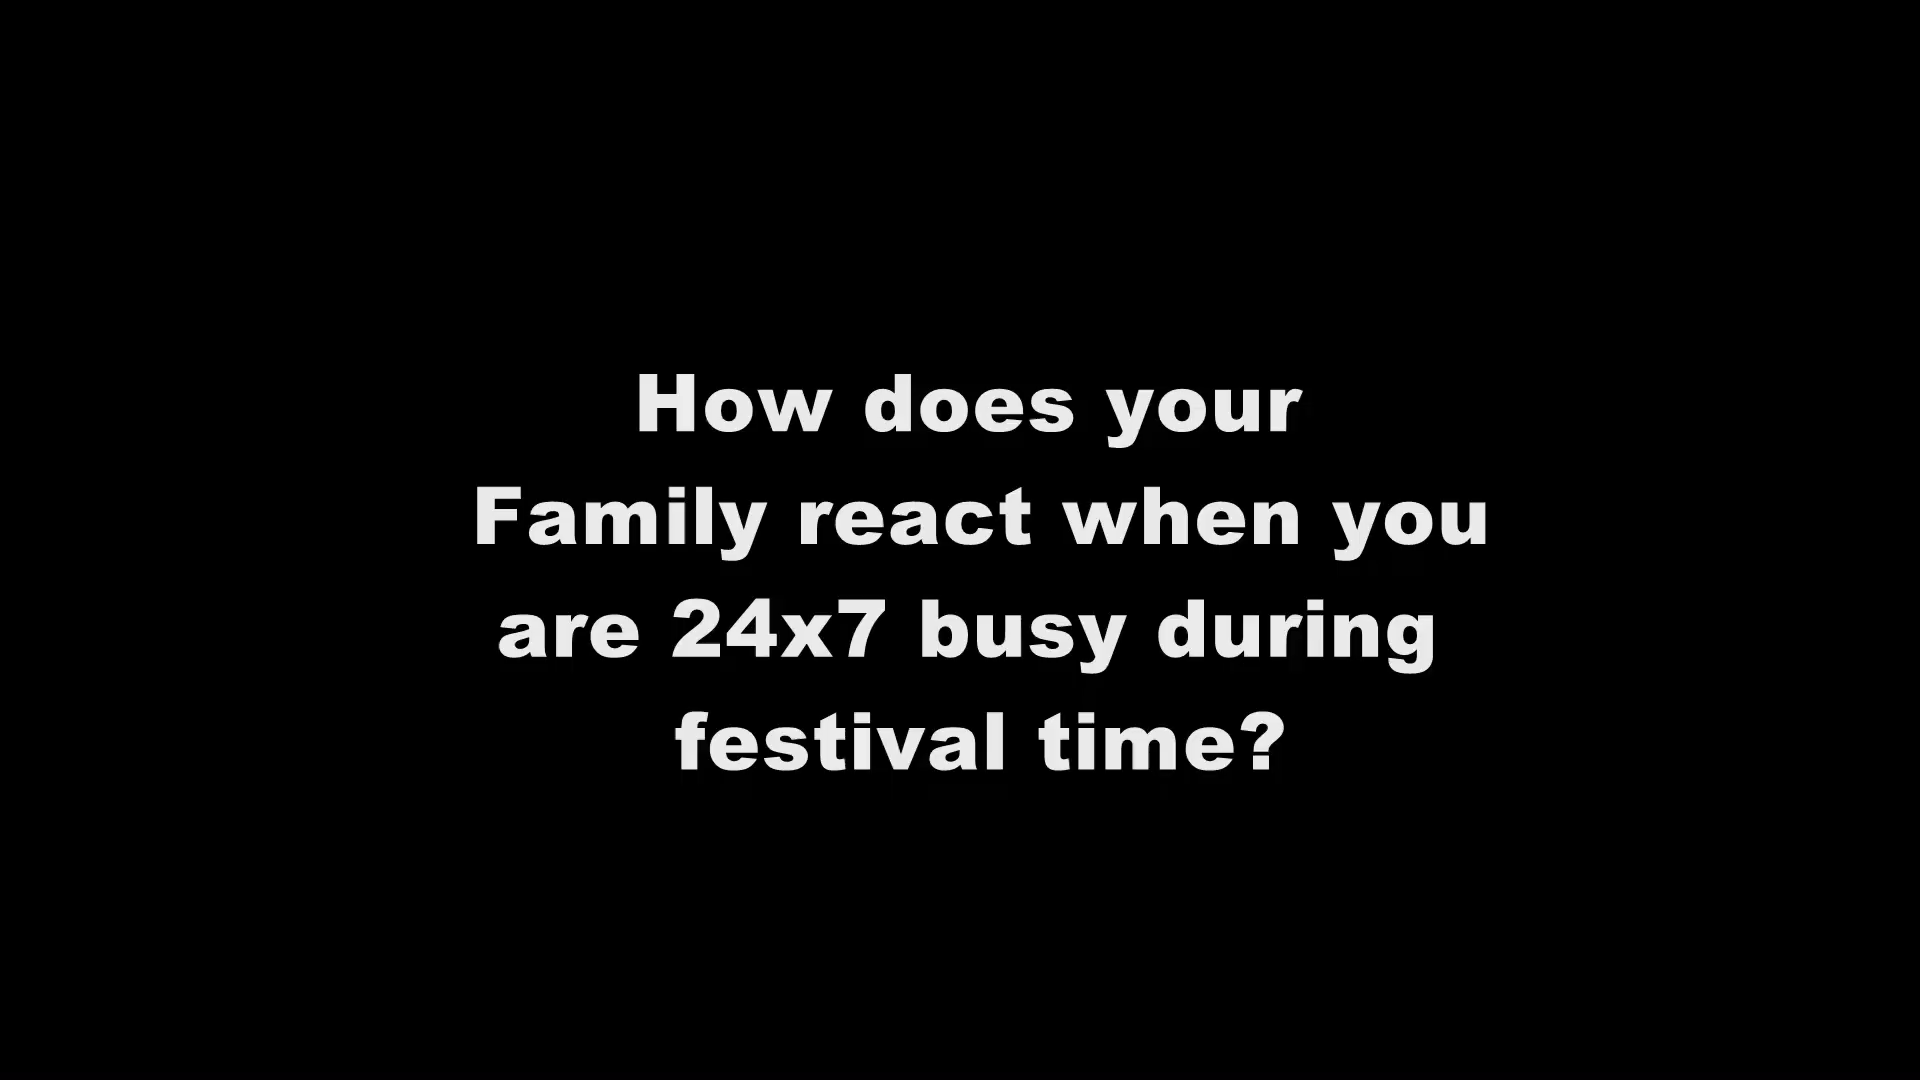 How does your
Family react when you
are 24x7 busy during
festival time?